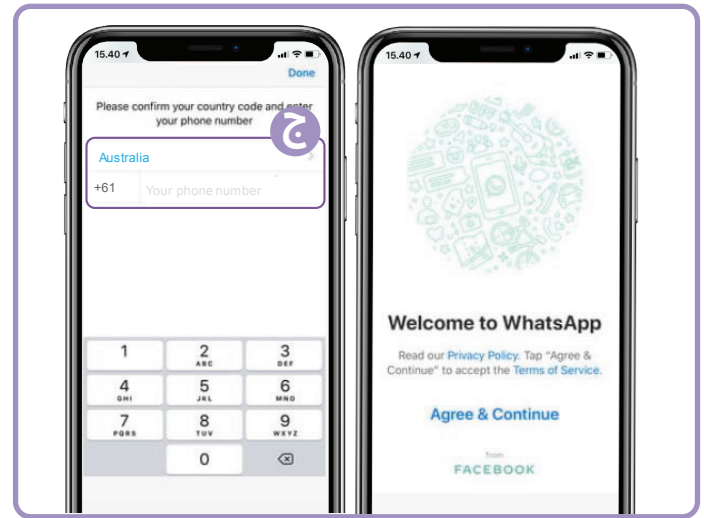 15.40
Done
Please confirm your country code and enter
your phone number
ج
Australia
+61 Your phone number
1 2 3
ABC DEF
4 5 6
GHI JKL MNO
7 8 9
PQRS TUV WXYZ
0
15.40
Welcome to WhatsApp
Read our Privacy Policy. Tap “Agree &
Continue” to accept the Terms of Service.
Agree & Continue
from
FACEBOOK